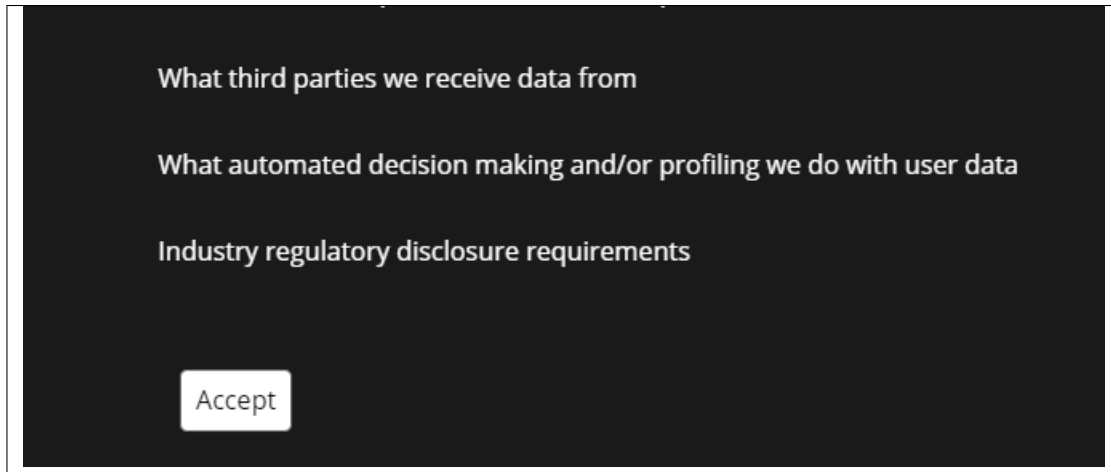 What third parties we receive data from
What automated decision making and/or profiling we do with user data
Industry regulatory disclosure requirements
Accept